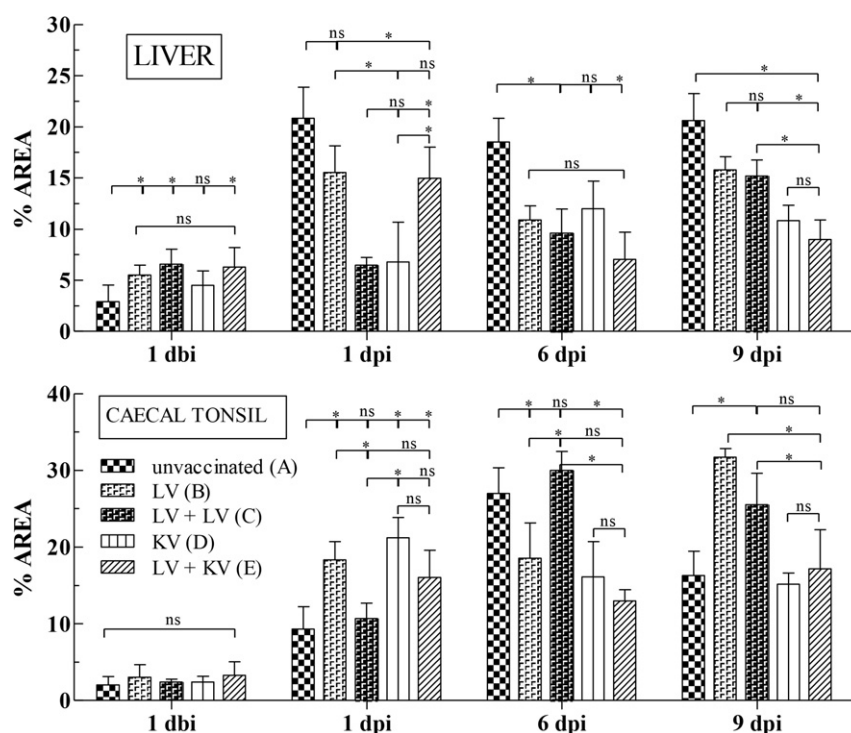 30
25
20
15
10
5
0
% AREA
LIVER
ns *
* ns
ns *
*
* * ns *
ns
* ns *
ns
*
ns *
*
ns
1 dbi 1 dpi 6 dpi 9 dpi
40
30
20
10
0
% AREA
CAECAL TONSIL
unvaccinated (A)
LV (B)
LV + LV (C)
KV (D)
LV + KV (E)
ns
* ns * *
* ns
* ns
ns
* ns *
* ns
*
ns
* ns
*
*
ns
1 dbi 1 dpi 6 dpi 9 dpi